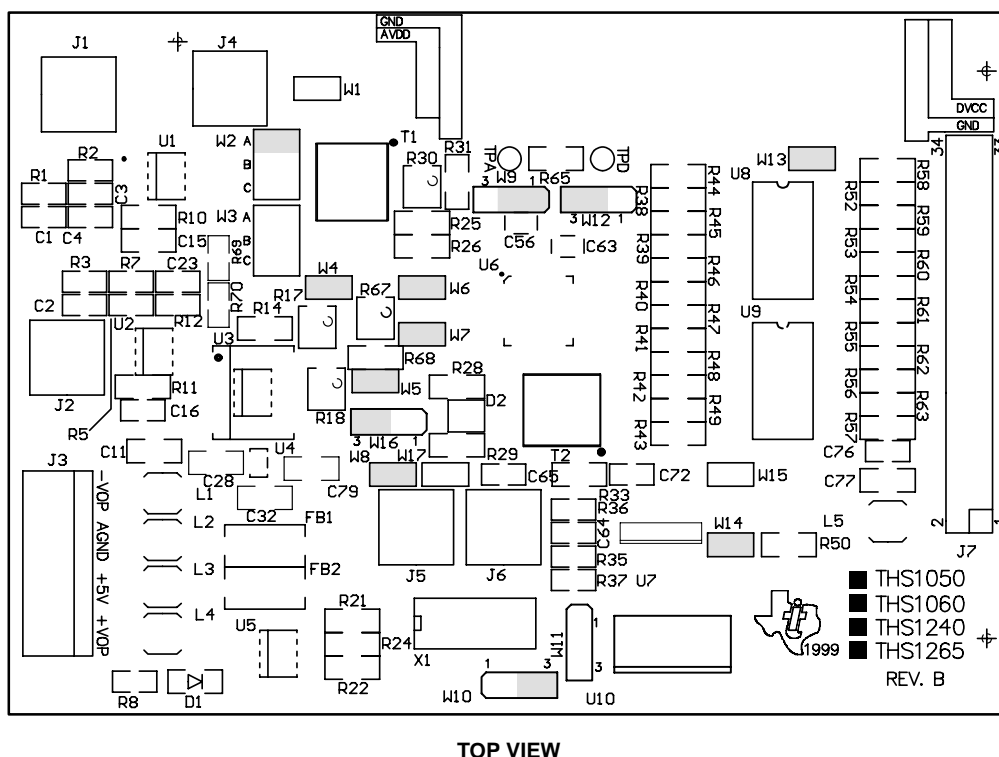 GND
AVDD
J1
J4
W1
DVCC
GND
34
33
U1
W2
A
B
C
T1
R30
R31
TPA
R65
TPD
W13
R2
R1
C3
C1
C4
R10
C15
W3
A
B
C
R69
3
W9
1
3
W12
1
R38
R44
U8
R52
R58
R25
R26
C56
C63
R45
R39
R53
R59
U6
R46
R60
R3
R7
C23
W4
W6
R40
R54
C2
U2
R12
R70
R14
R17
R67
W7
R47
R41
U9
R61
R55
U3
R68
R48
R62
J2
R11
C16
R5
W5
R28
D2
R18
R42
R49
R56
R63
3
W16
1
R43
R57
C76
J3
C11
C28
U4
C79
W8
W17
R29
C65
T2
C72
W15
C77
R33
-VOP AGND +5V +VOP
L1
C32
FB1
L2
R36
C64
W14
R50
L5
2
1
J7
L3
FB2
J5
J6
R35
R37
U7
L4
U5
R21
R24
R22
X1
W11
1
3
1
3
W10
U10
R8
D1
1999
THS1050
THS1060
THS1240
THS1265
REV. B
TOP VIEW